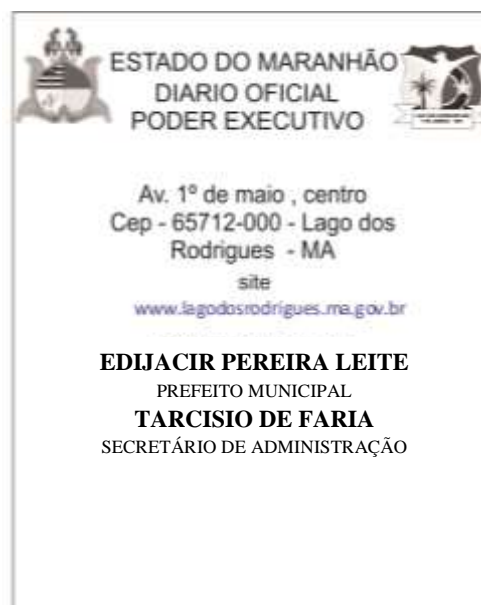 ESTADO DO MARANHÃO
DIARIO OFICIAL
PODER EXECUTIVO
Av. 1º de maio , centro
Cep - 65712-000 - Lago dos
Rodrigues - MA
site
www.lagodosrodrigues.ma.gov.br
EDIJACIR PEREIRA LEITE
PREFEITO MUNICIPAL
TARCISIO DE FARIA
SECRETÁRIO DE ADMINISTRAÇÃO